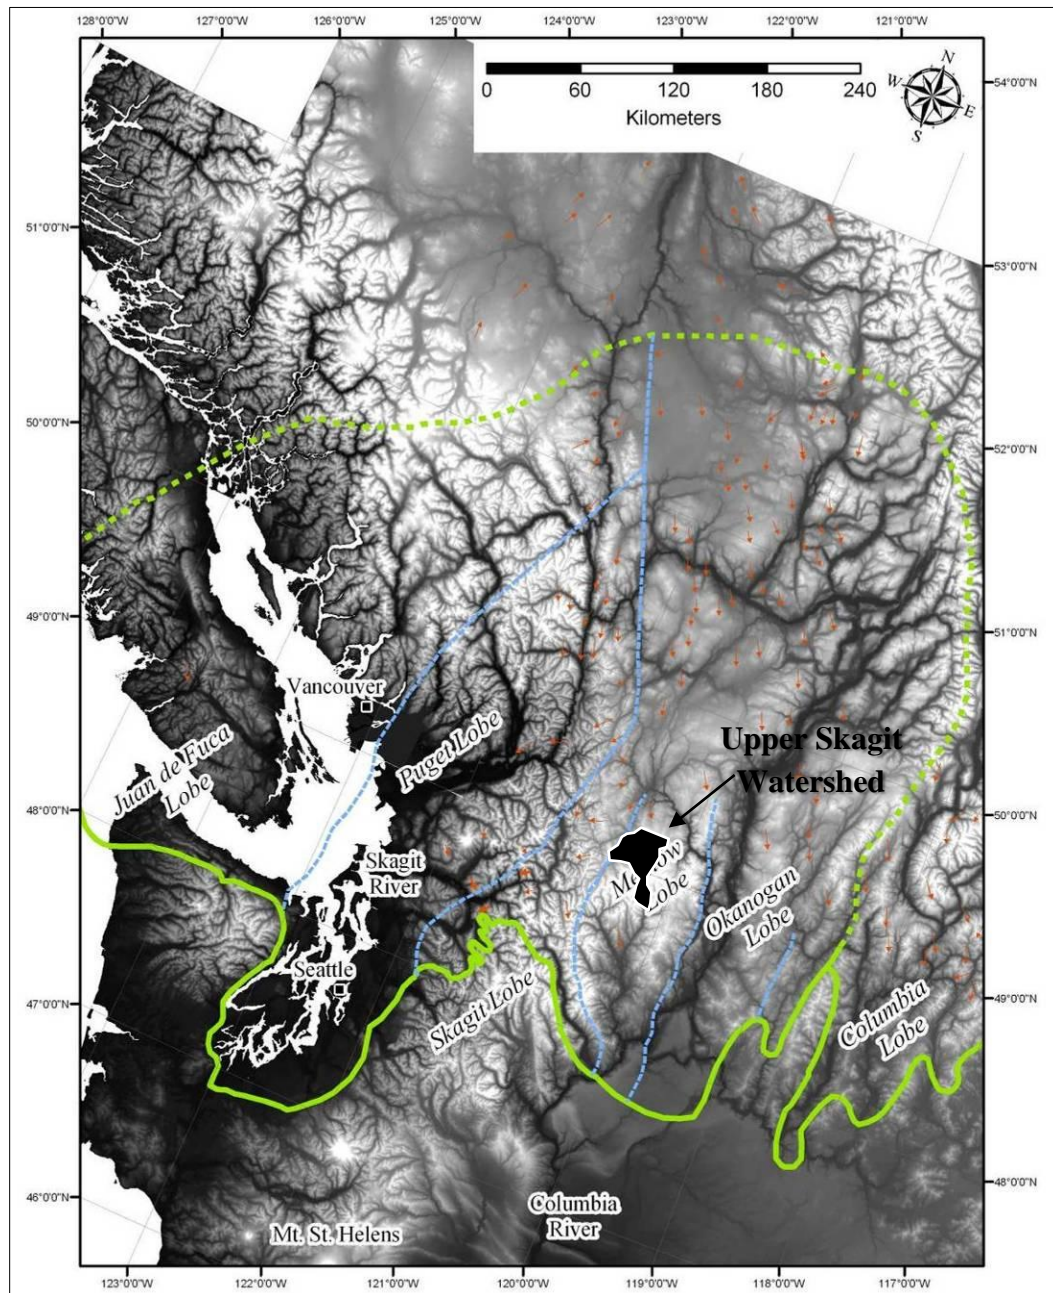 128°0'0"W 127°0'0"W 126°0'0"W 125°0'0"W 124°0'0"W 123°0'0"W 122°0'0"W 121°0'0"W
0 60 120 180 240
Kilometers
N
W
E
S
54°0'0"N
51°0'0"N
53°0'0"N
50°0'0"N
52°0'0"N
49°0'0"N
51°0'0"N
Vancouver
Juan de Fuca
Lobe
Puget Lobe
Upper Skagit
Watershed
48°0'0"N
50°0'0"N
Skagit
River
Lobe
Okanogan
Lobe
Seattle
47°0'0"N
49°0'0"N
Skagit Lobe
Columbia
Lobe
46°0'0"N
48°0'0"N
Columbia
River
Mt. St. Helens
123°0'0"W 122°0'0"W 121°0'0"W 120°0'0"W 119°0'0"W 118°0'0"W 117°0'0"W